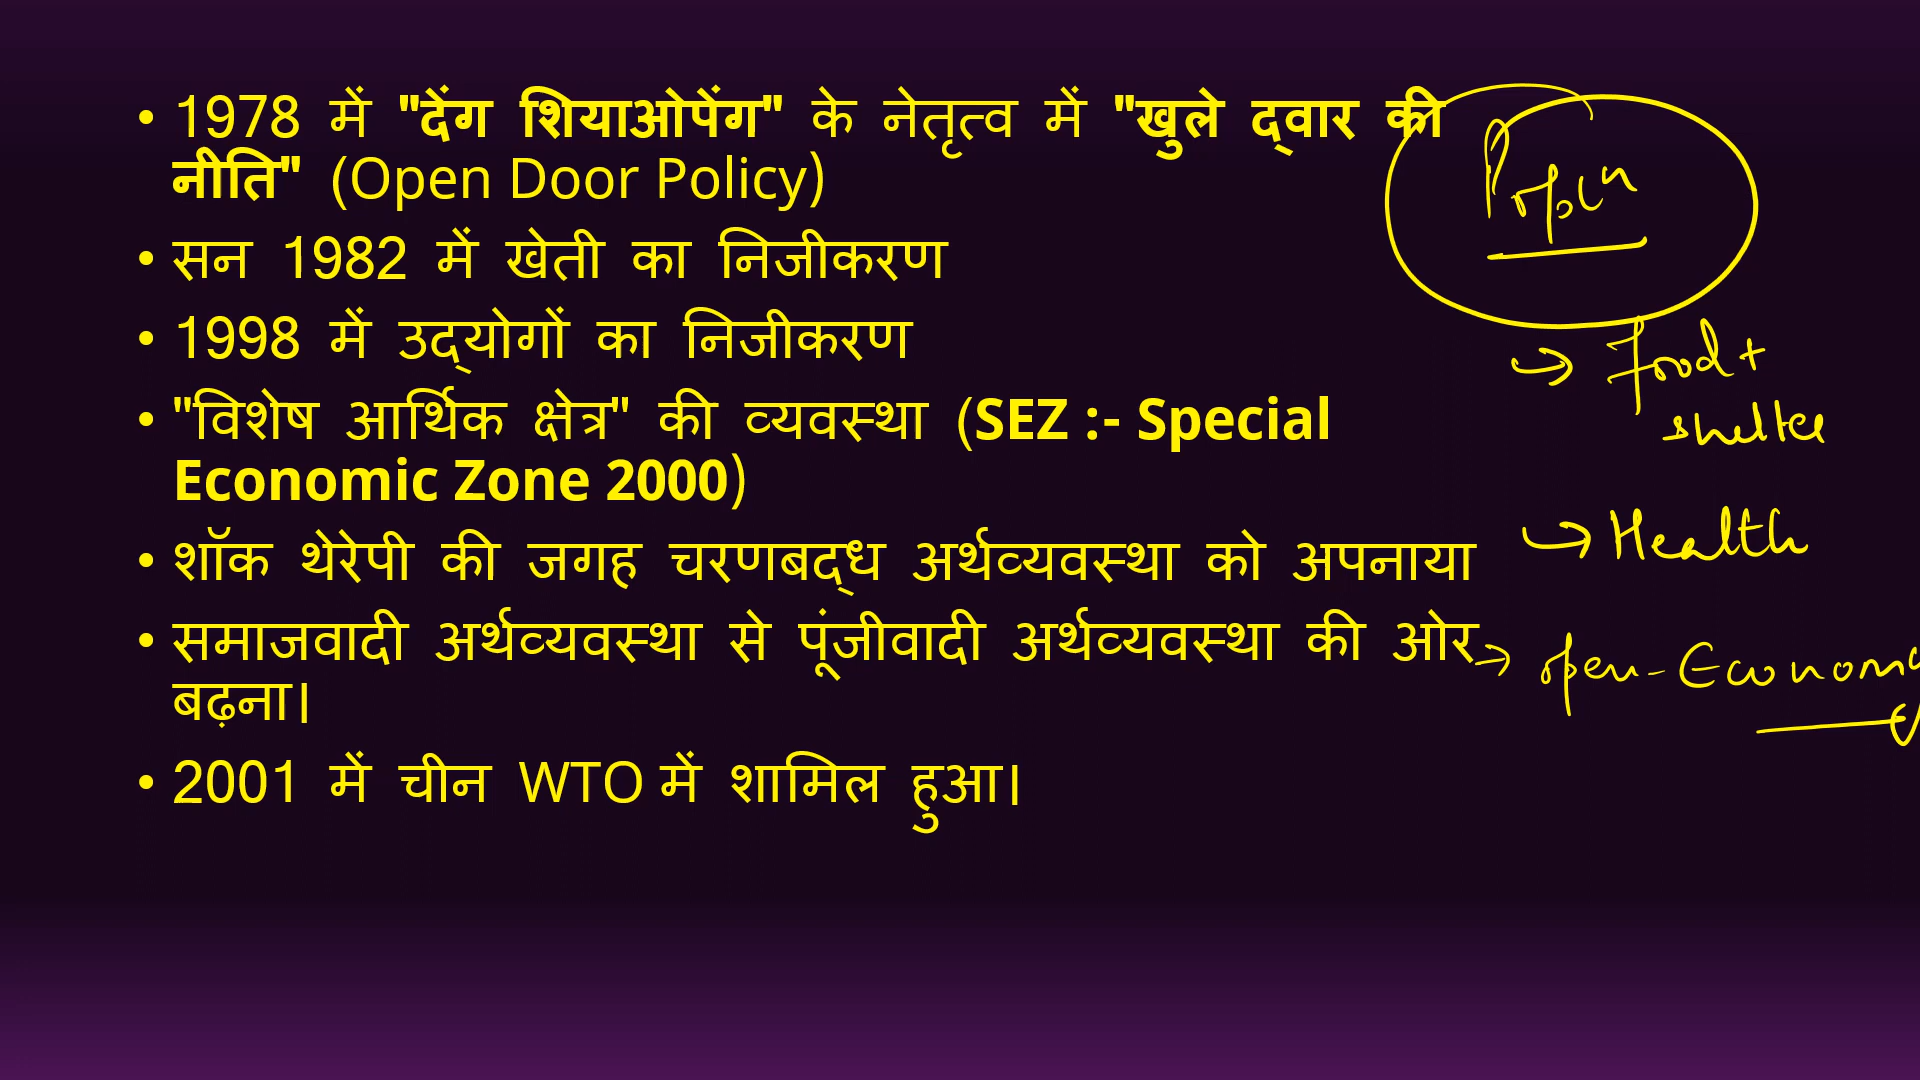 • 1978 में "देंग शियाओपेंग" के नेतृत्व में "खुले द्वार की
नीति" (Open Door Policy)
• सन 1982 में खेती का निजीकरण
• 1998 में उद्योगों का निजीकरण
• "विशेष आर्थिक क्षेत्र" की व्यवस्था (SEZ :- Special
Economic Zone 2000)
• शॉक थेरेपी की जगह चरणबद्ध अर्थव्यवस्था को अपनाया
• समाजवादी अर्थव्यवस्था से पूंजीवादी अर्थव्यवस्था की ओर
बढ़ना।
• 2001 में चीन WTO में शामिल हुआ।
→ Food +
shelter
→ Health
→ open-Economy